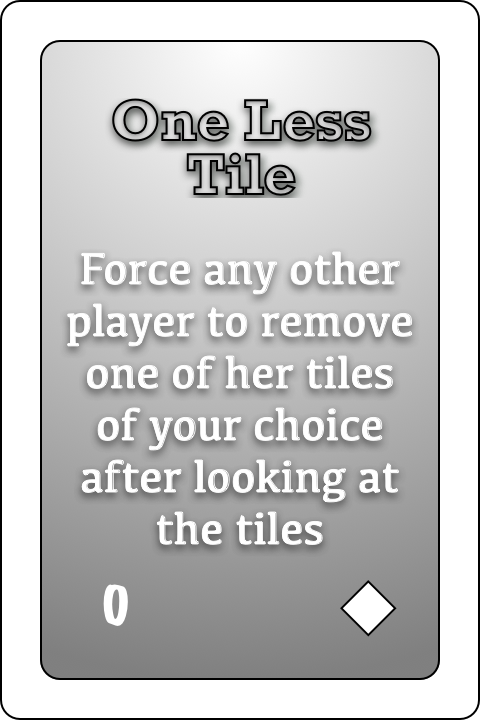 One Less
Tile
Force any other
player to remove
one of her tiles
of your choice
after looking at
the tiles
0